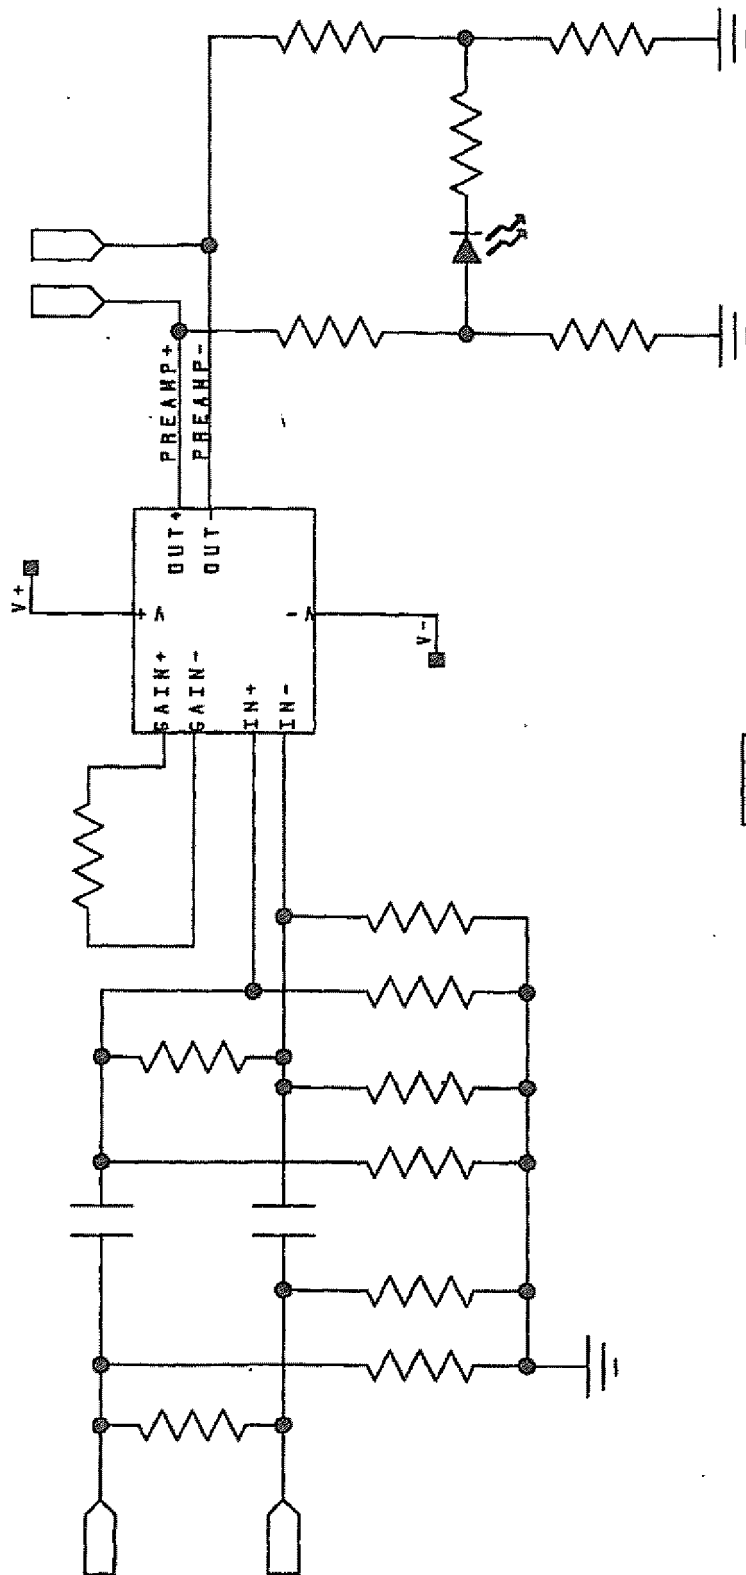 PREAMP+
PREAMP-
OUT+
OUT-
V+
+V
-V
V-
GAIN+
GAIN-
IN+
IN-